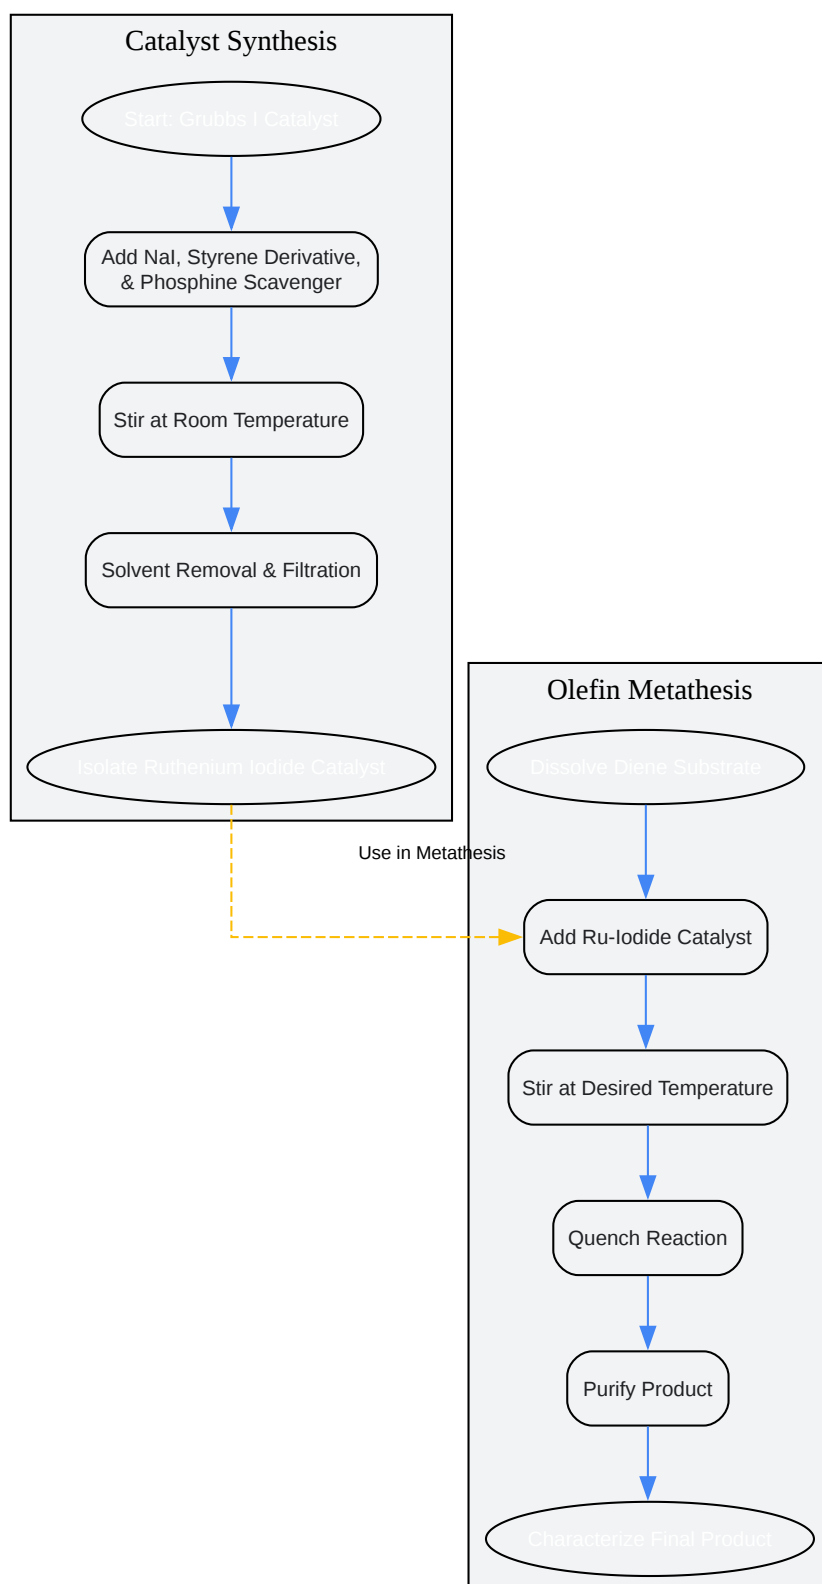 Catalyst Synthesis
Start: Grubbs I Catalyst
Add NaI, Styrene Derivative,
& Phosphine Scavenger
Stir at Room Temperature
Solvent Removal & Filtration
Isolate Ruthenium Iodide Catalyst
Use in Metathesis
Olefin Metathesis
Dissolve Diene Substrate
Add Ru-Iodide Catalyst
Stir at Desired Temperature
Quench Reaction
Purify Product
Characterize Final Product